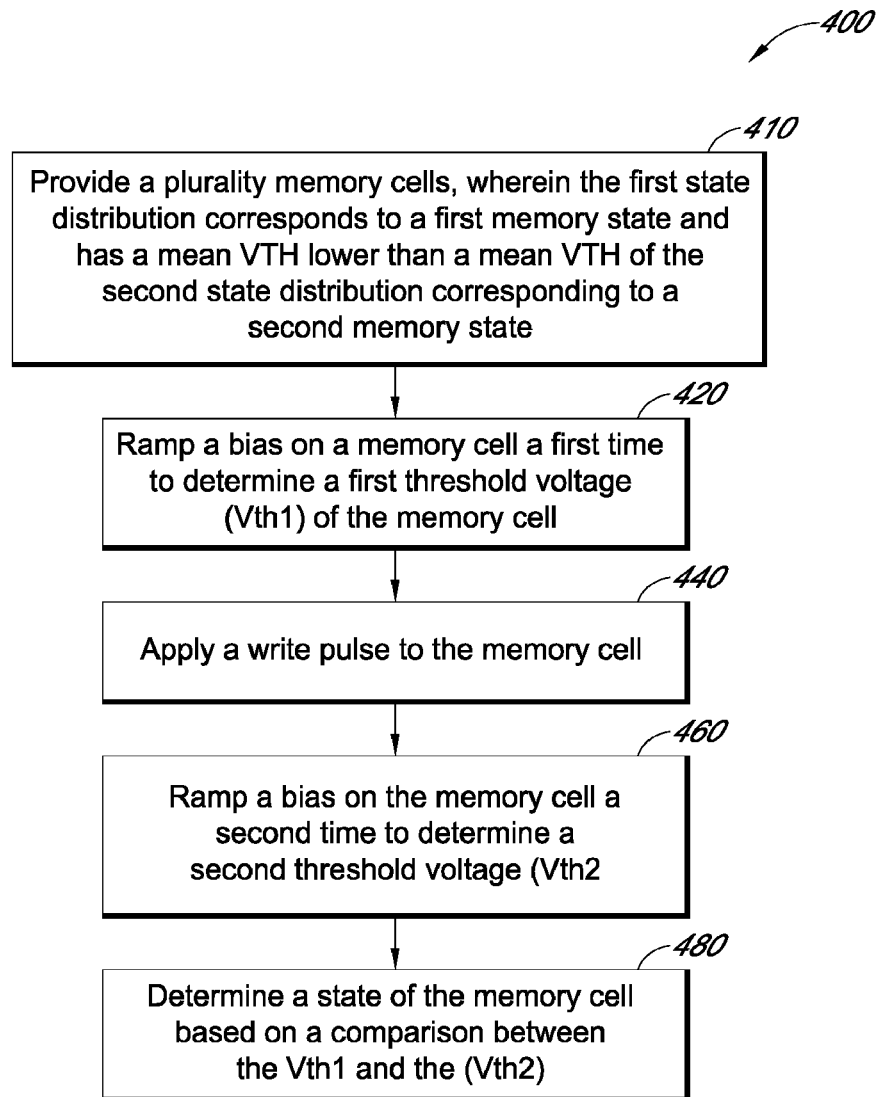 400
410
Provide a plurality memory cells, wherein the first state
distribution corresponds to a first memory state and
has a mean VTH lower than a mean VTH of the
second state distribution corresponding to a
second memory state
420
Ramp a bias on a memory cell a first time
to determine a first threshold voltage
(Vth1) of the memory cell
440
Apply a write pulse to the memory cell
460
Ramp a bias on the memory cell a
second time to determine a
second threshold voltage (Vth2
480
Determine a state of the memory cell
based on a comparison between
the Vth1 and the (Vth2)